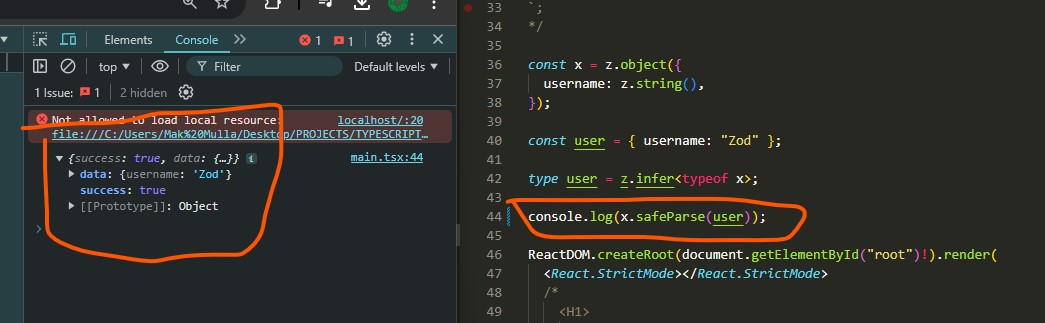 Elements Console 1 1
top Filter Default levels
1 Issue: 1 2 hidden
Not allowed to load local resource: localhost/:20
file:///C:/Users/Mak%20Mulla/Desktop/PROJECTS/TYPESCRIPT…
{success: true, data: {…}} i main.tsx:44
data: {username: 'Zod'}
success: true
[[Prototype]]: Object
33 `;
34 */
35
36 const x = z.object({
37 username: z.string(),
38 });
39
40 const user = { username: "Zod" };
41
42 type user = z.infer<typeof x>;
43
44 console.log(x.safeParse(user));
45
46 ReactDOM.createRoot(document.getElementById("root")!).render(
47 <React.StrictMode></React.StrictMode>
48 /*
49 <H1>